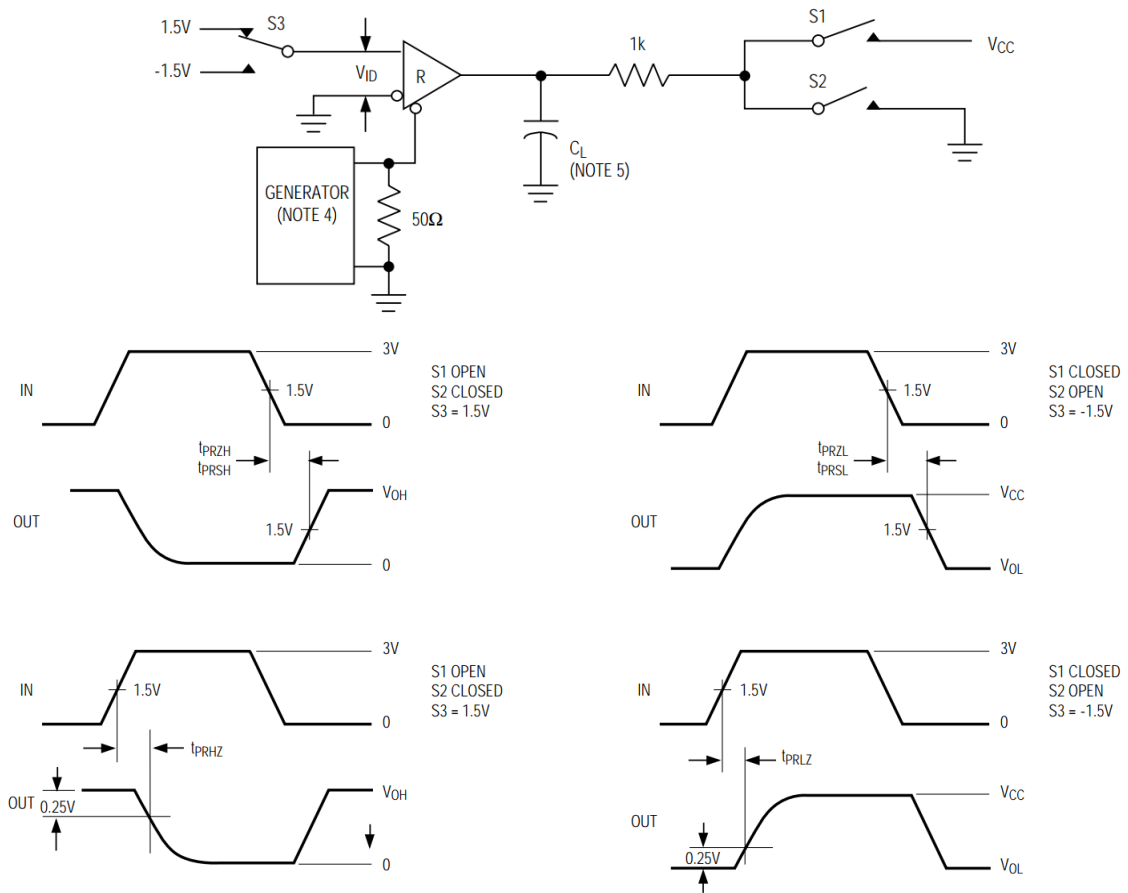 1.5V
S3
-1.5V
VID
R
1k
S1
VCC
S2
CL
(NOTE 5)
GENERATOR
(NOTE 4)
50Ω
IN
3V
1.5V
0
S1 OPEN
S2 CLOSED
S3 = 1.5V
tPRZH
tPRSH
OUT
VOH
1.5V
0
IN
3V
1.5V
0
S1 CLOSED
S2 OPEN
S3 = -1.5V
tPRZL
tPRSL
OUT
VCC
1.5V
VOL
IN
3V
1.5V
0
S1 OPEN
S2 CLOSED
S3 = 1.5V
tPRHZ
OUT
0.25V
VOH
0
IN
3V
1.5V
0
S1 CLOSED
S2 OPEN
S3 = -1.5V
tPRLZ
OUT
0.25V
VCC
VOL